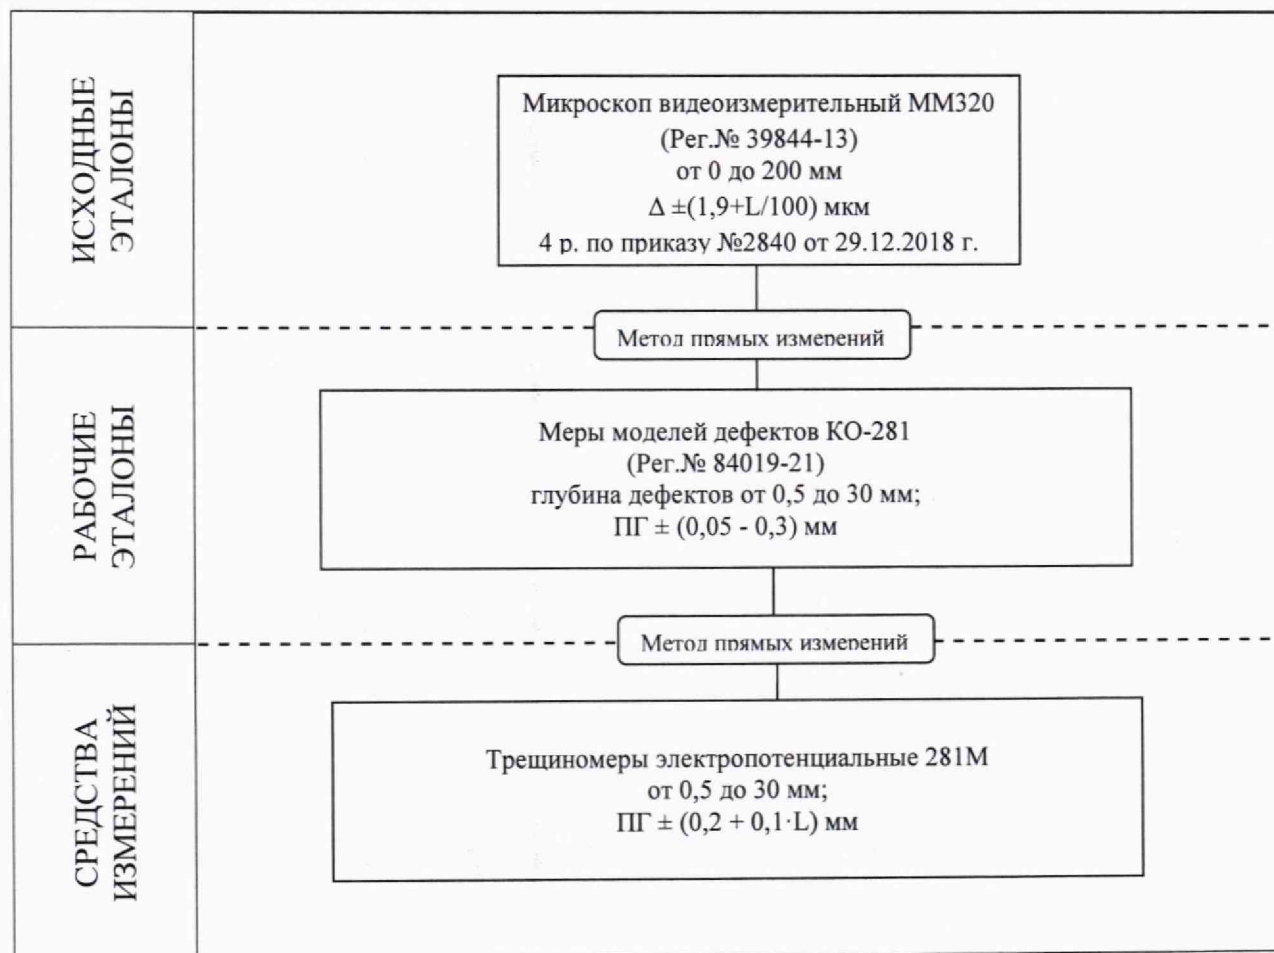 ИСХОДНЫЕ
ЭТАЛОНЫ
Микроскоп видеоизмерительный ММ320
(Рег.№ 39844-13)
от 0 до 200 мм
Δ ±(1,9+L/100) мкм
4 р. по приказу №2840 от 29.12.2018 г.
Метод прямых измерений
РАБОЧИЕ
ЭТАЛОНЫ
Меры моделей дефектов КО-281
(Рег.№ 84019-21)
глубина дефектов от 0,5 до 30 мм;
ПГ ± (0,05 - 0,3) мм
Метод прямых измерений
СРЕДСТВА
ИЗМЕРЕНИЙ
Трещиномеры электропотенциальные 281М
от 0,5 до 30 мм;
ПГ ± (0,2 + 0,1·L) мм